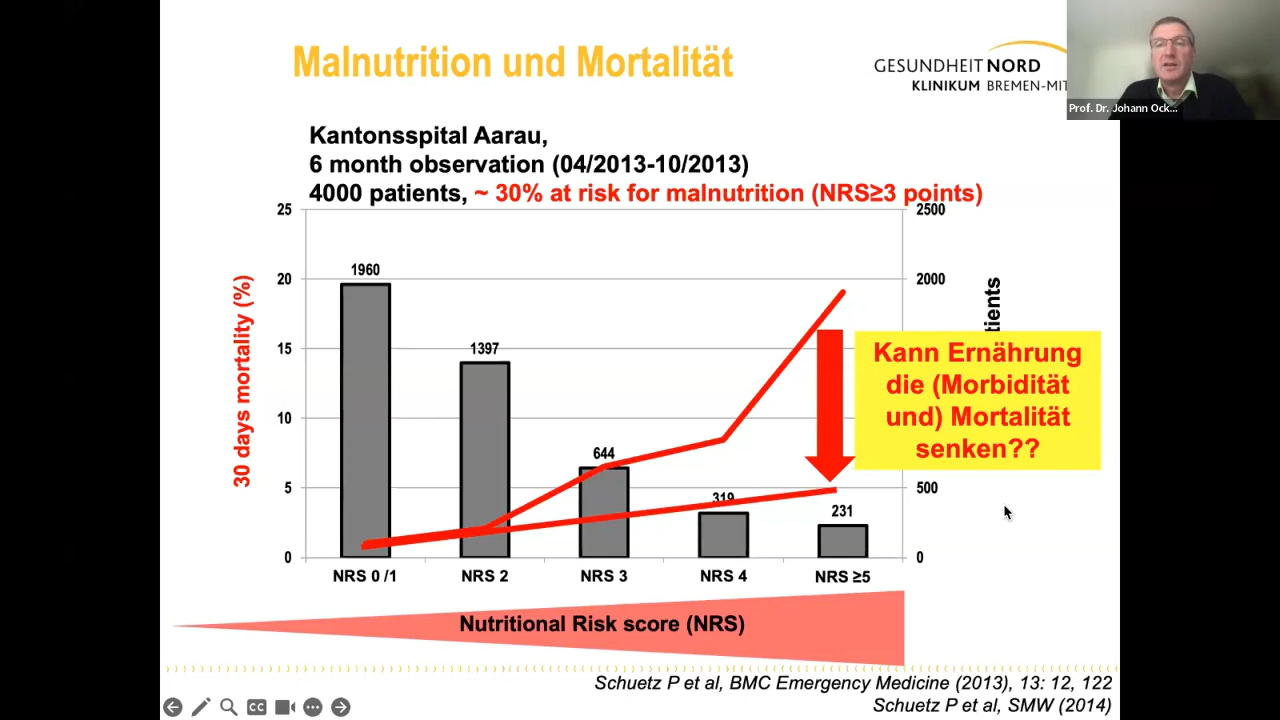 Malnutrition und Mortalität
GESUNDHEIT NORD
KLINIKUM BREMEN-MIT
Prof. Dr. Johann Ock...
Kantonsspital Aarau,
6 month observation (04/2013-10/2013)
4000 patients, ~ 30% at risk for malnutrition (NRS≥3 points)
25
20
15
10
5
0
30 days mortality (%)
1960
1397
644
319
231
2500
2000
500
0
tients
Kann Ernährung
die (Morbidität
und) Mortalität
senken??
NRS 0 /1
NRS 2
NRS 3
NRS 4
NRS ≥5
Nutritional Risk score (NRS)
Schuetz P et al, BMC Emergency Medicine (2013), 13: 12, 122
Schuetz P et al, SMW (2014)
CC